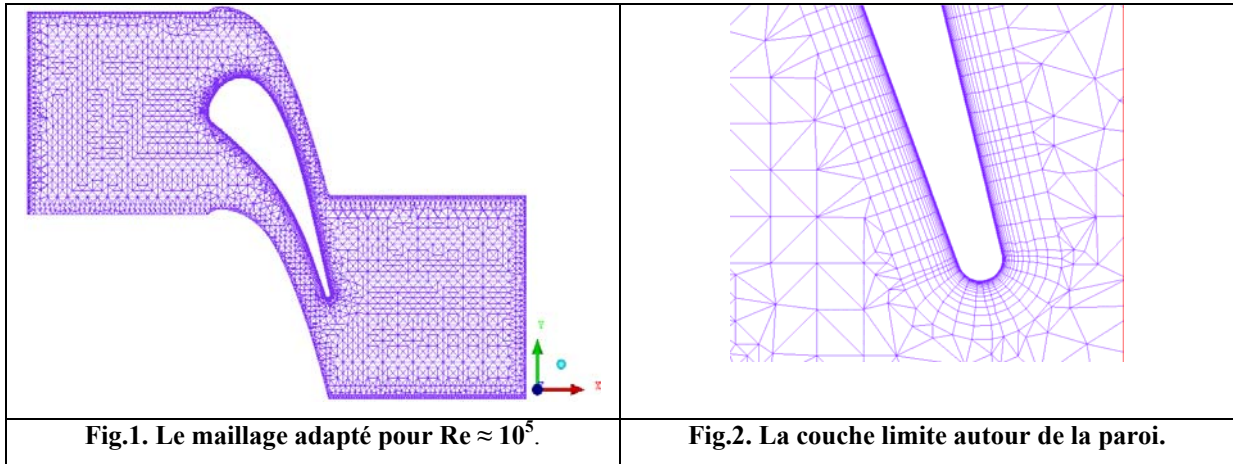 Y
X
Fig.1. Le maillage adapté pour Re ≈ 10⁵.
Fig.2. La couche limite autour de la paroi.